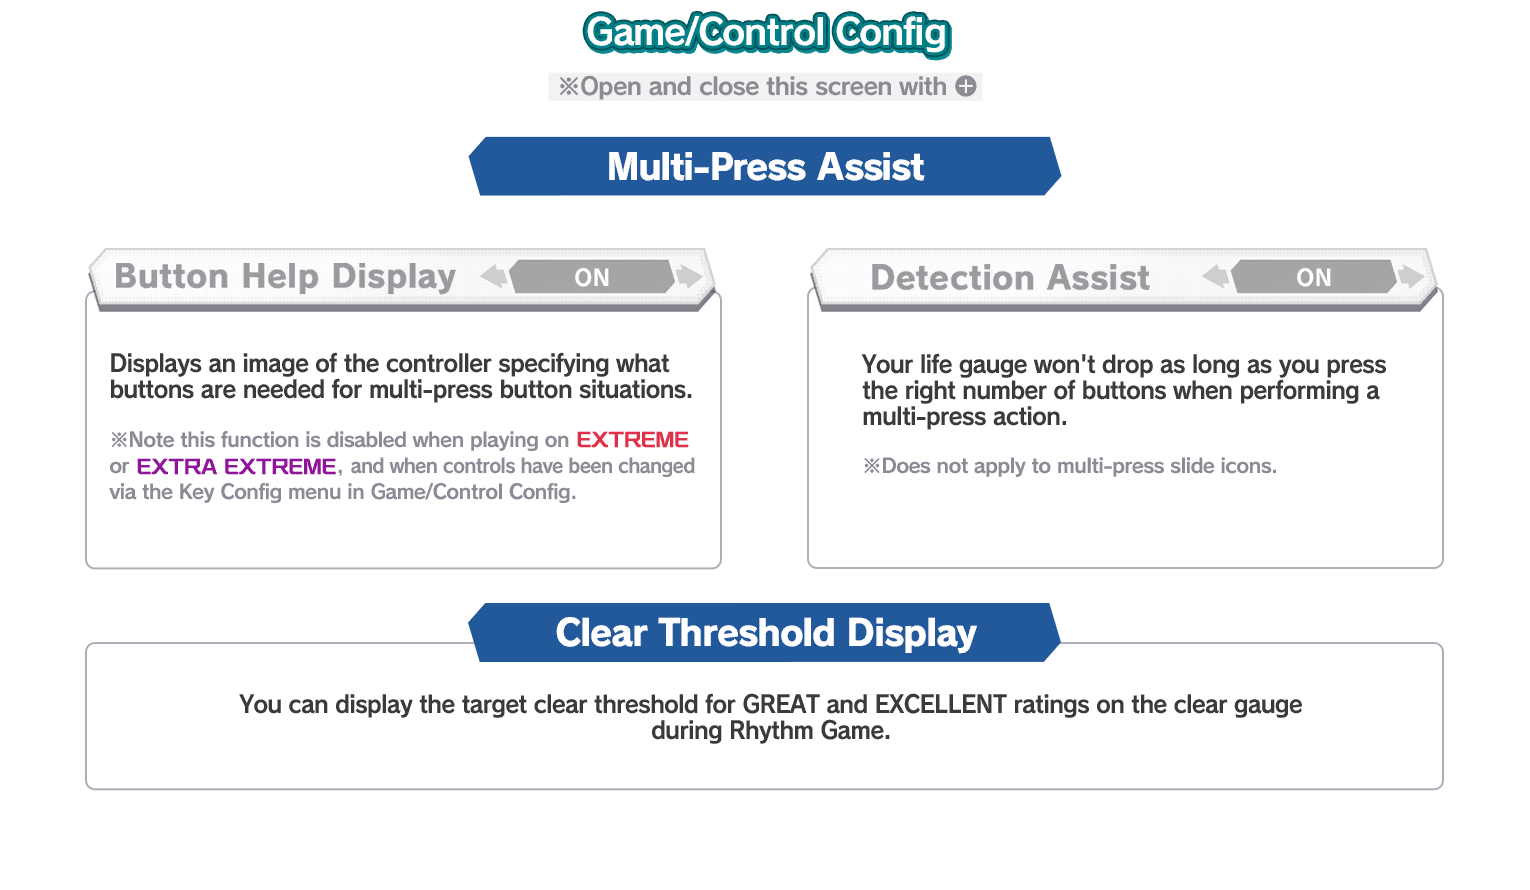 Game/Control Config
※Open and close this screen with ⊕
Multi-Press Assist
Button Help Display ON
Displays an image of the controller specifying what
buttons are needed for multi-press button situations.
※Note this function is disabled when playing on EXTREME
or EXTRA EXTREME, and when controls have been changed
via the Key Config menu in Game/Control Config.
Detection Assist ON
Your life gauge won't drop as long as you press
the right number of buttons when performing a
multi-press action.
※Does not apply to multi-press slide icons.
Clear Threshold Display
You can display the target clear threshold for GREAT and EXCELLENT ratings on the clear gauge
during Rhythm Game.